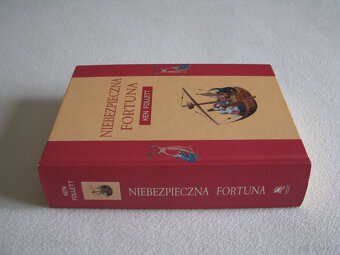 NIEBEZPIECZNA
FORTUNA
KEN FOLLETT
KEN
FOLLETT
NIEBEZPIECZNA FORTUNA